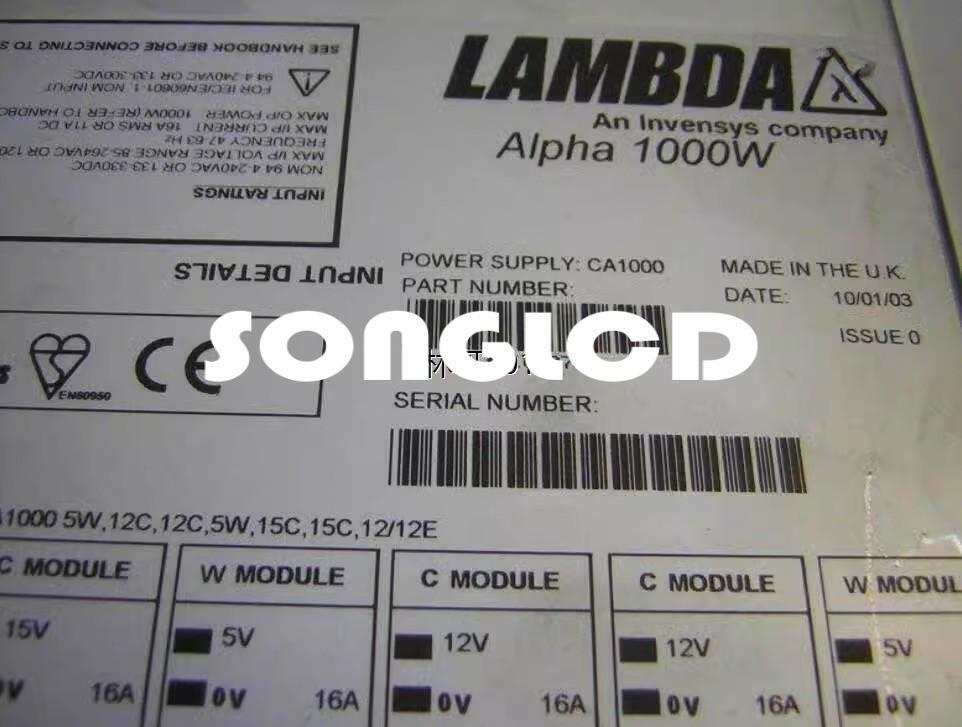 LAMBDA
An Invensys company
Alpha 1000W
SEE HANDBOOK BEFORE CONNECTING TO S
FOR IEC/EN60601-1, NOM INPUT
94.4-240VAC OR 133-300VDC
MAX O/P POWER 1000W (REFER TO HANDBO
MAX I/P CURRENT 16A RMS OR 11A DC
FREQUENCY 47-63 Hz
MAX I/P VOLTAGE RANGE 85-264VAC OR 120
NOM 94.4-240VAC OR 133-330VDC
INPUT RATINGS
INPUT DETAILS
POWER SUPPLY: CA1000
MADE IN THE U.K.
PART NUMBER:
DATE: 10/01/03
ISSUE 0
SONGLCD
CE
EN60950
SERIAL NUMBER:
A1000 5W,12C,12C,5W,15C,15C,12/12E
C MODULE
W MODULE
C MODULE
C MODULE
W MODUL
15V
5V
12V
12V
5V
0V 16A
0V 16A
0V 16A
0V 16A
0V